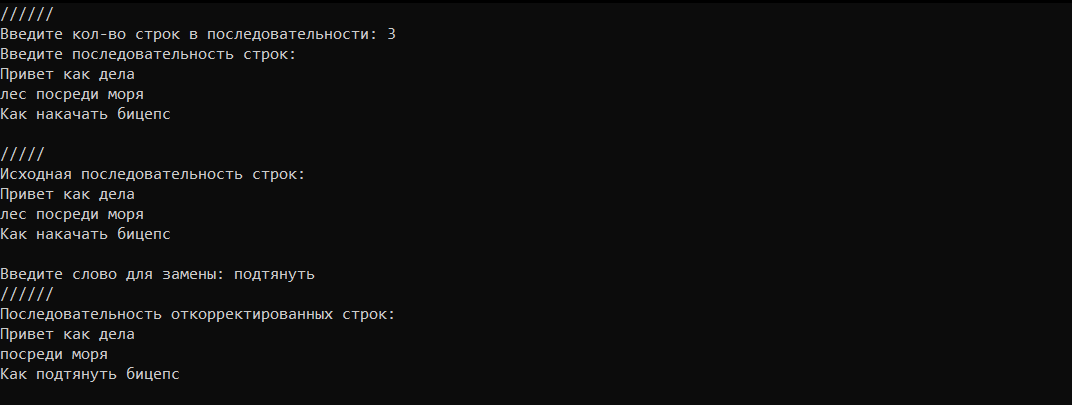 //////
Введите кол-во строк в последовательности: 3
Введите последовательность строк:
Привет как дела
лес посреди моря
Как накачать бицепс
/////
Исходная последовательность строк:
Привет как дела
лес посреди моря
Как накачать бицепс
Введите слово для замены: подтянуть
//////
Последовательность откорректированных строк:
Привет как дела
посреди моря
Как подтянуть бицепс